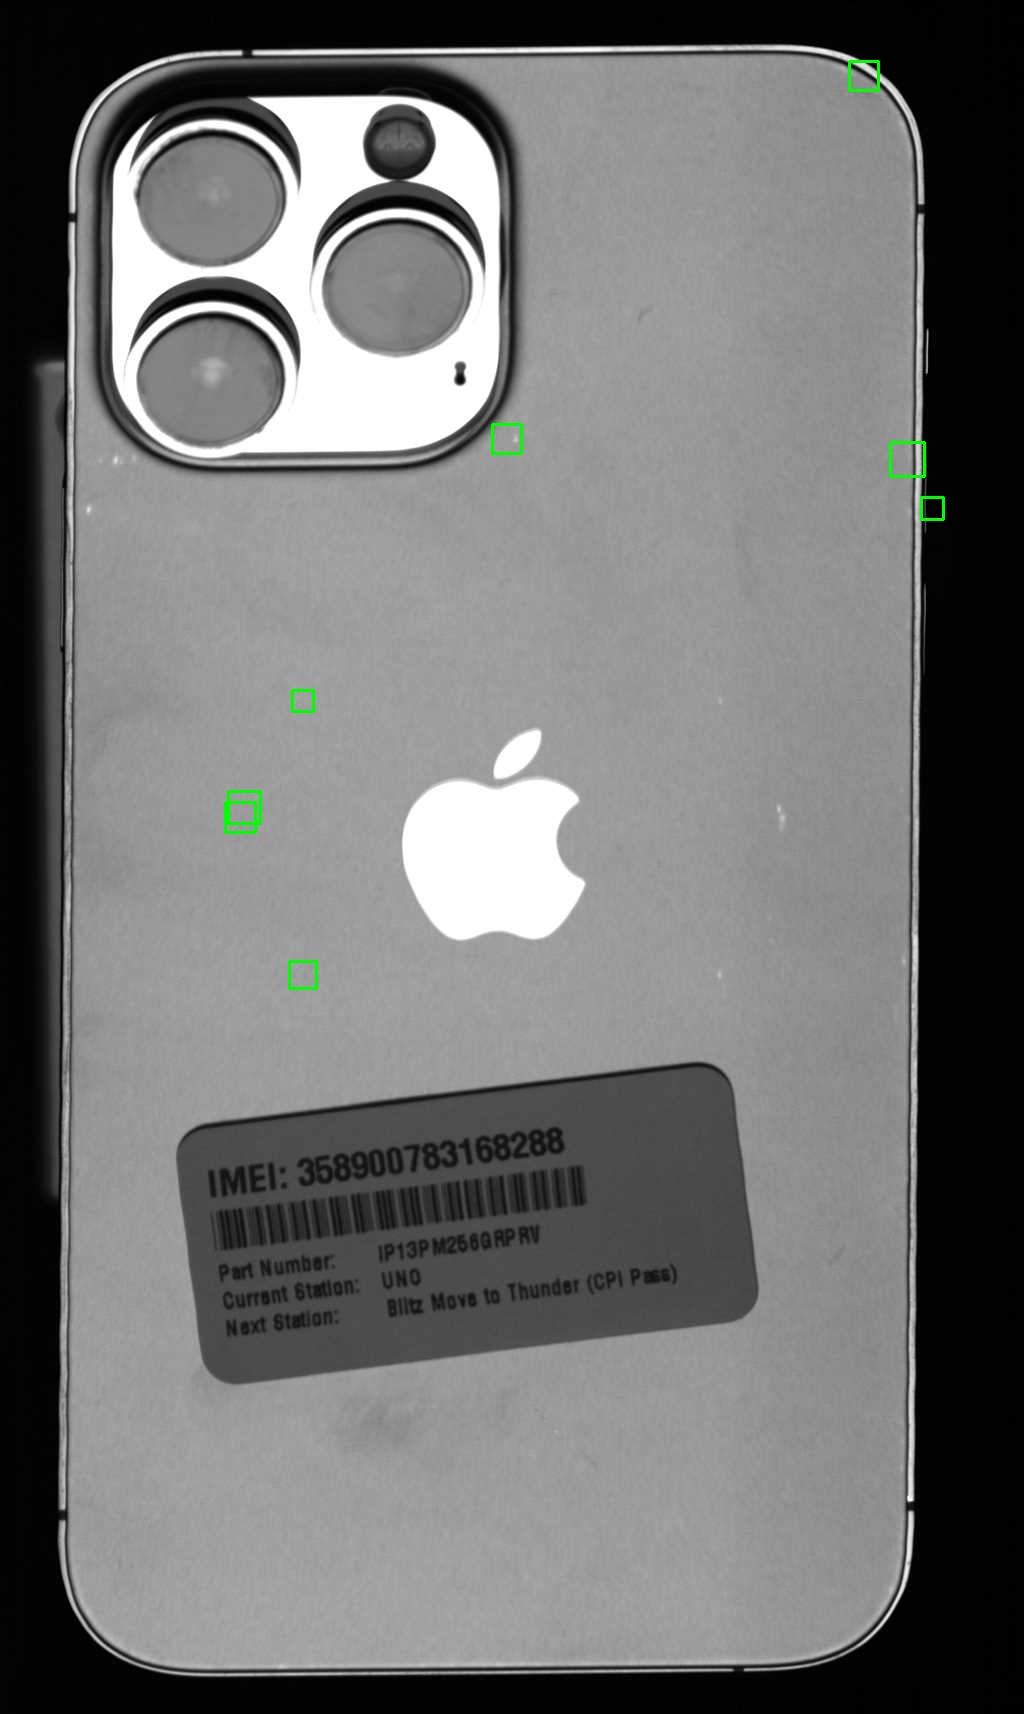 IMEI: 358900783168288
Part Number: IP13PM256GRPRV
Current Station: UNO
Next Station: Blitz Move to Thunder (CPI Pass)